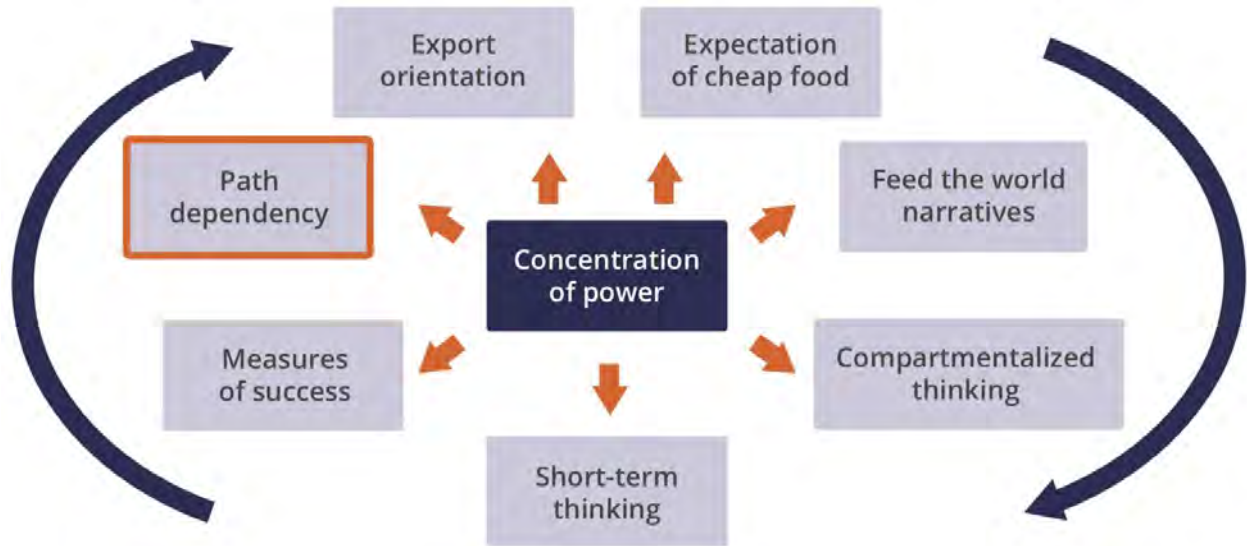 Export
orientation
Expectation
of cheap food
Path
dependency
Feed the world
narratives
Concentration
of power
Measures
of success
Compartmentalized
thinking
Short-term
thinking